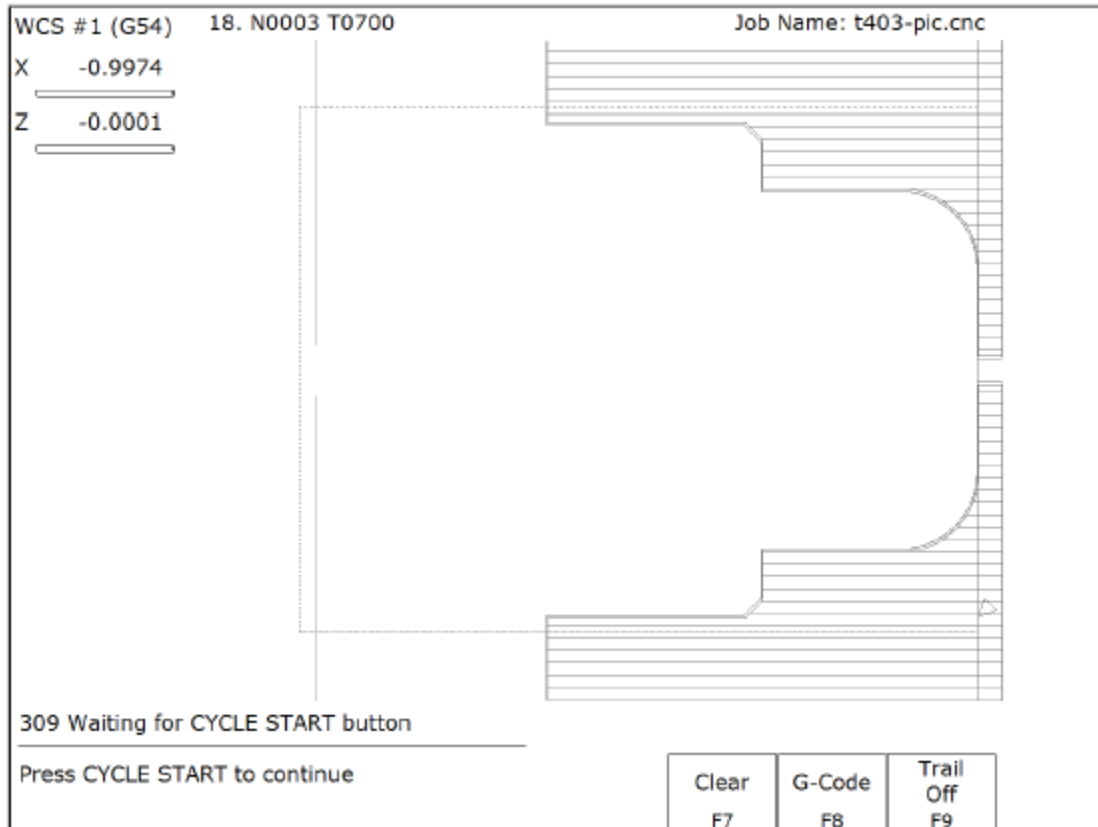 WCS #1 (G54) 18. N0003 T0700 Job Name: t403-pic.cnc
X -0.9974
Z -0.0001
309 Waiting for CYCLE START button
Press CYCLE START to continue
Clear
F7
G-Code
F8
Trail
Off
F9